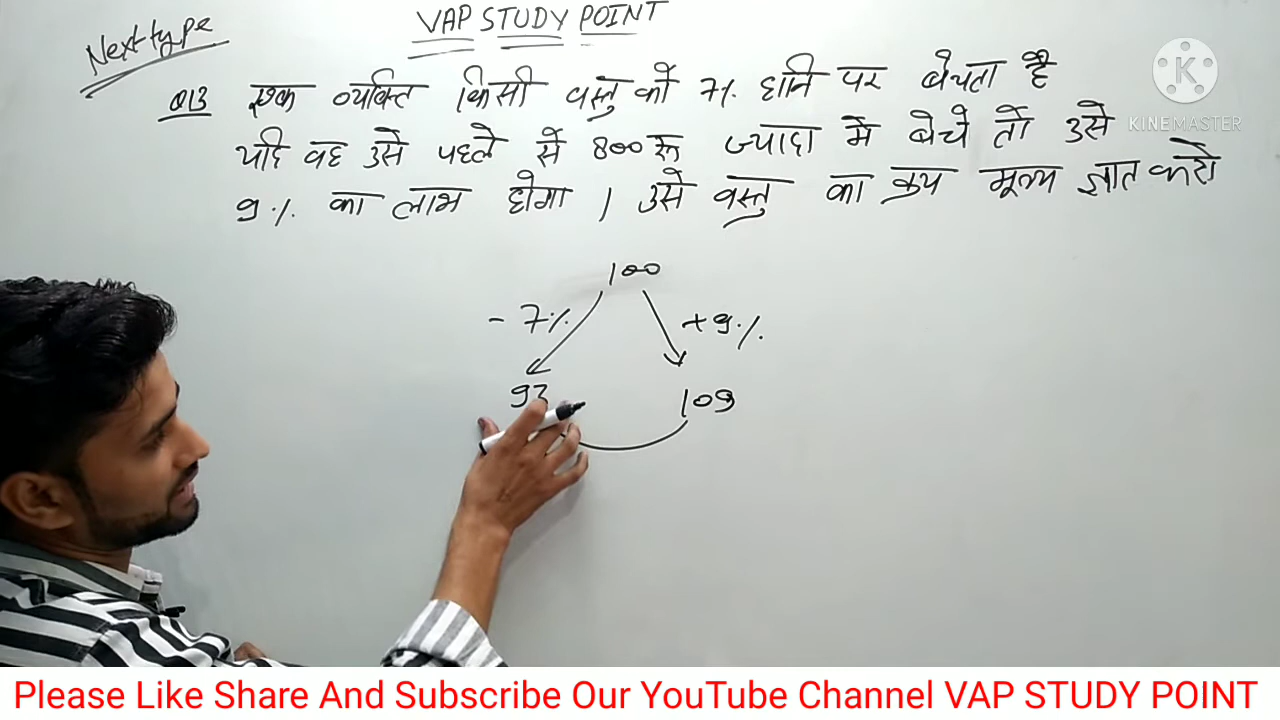 VAP STUDY POINT
Next type
Q13 एक व्यक्ति किसी वस्तु को 7% हानि पर बेचता है
यदि वह उसे पहले से 800 रू ज्यादा में बेचे तो उसे
9% का लाभ होगा । उसे वस्तु का क्रय मूल्य ज्ञात करो
K
KINEMASTER
100
- 7% +9%
93 109
Please Like Share And Subscribe Our YouTube Channel VAP STUDY POINT